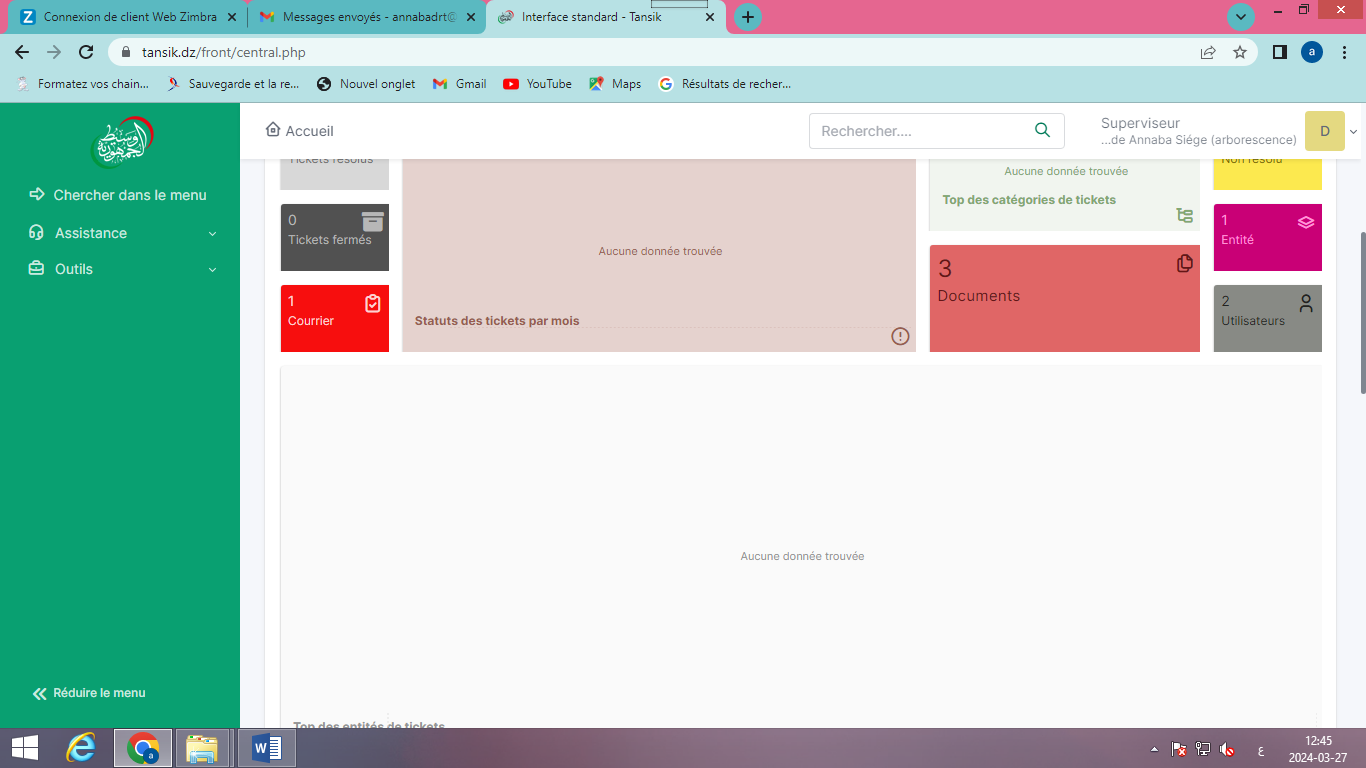 Connexion de client Web Zimbra
Messages envoyés - annabadrt@
Interface standard - Tansik
tansik.dz/front/central.php
a
Formatez vos chain...
Sauvegarde et la re...
Nouvel onglet
Gmail
YouTube
Maps
Résultats de recher...
وسيط الجمهورية
Accueil
Rechercher....
Superviseur
...de Annaba Siége (arborescence)
D
Chercher dans le menu
Assistance
Outils
Réduire le menu
Tickets résolus
0
Tickets fermés
1
Courrier
Aucune donnée trouvée
Statuts des tickets par mois
Aucune donnée trouvée
Top des catégories de tickets
3
Documents
Non résolu
1
Entité
2
Utilisateurs
Aucune donnée trouvée
Top des entités de tickets
ع
12:45
2024-03-27